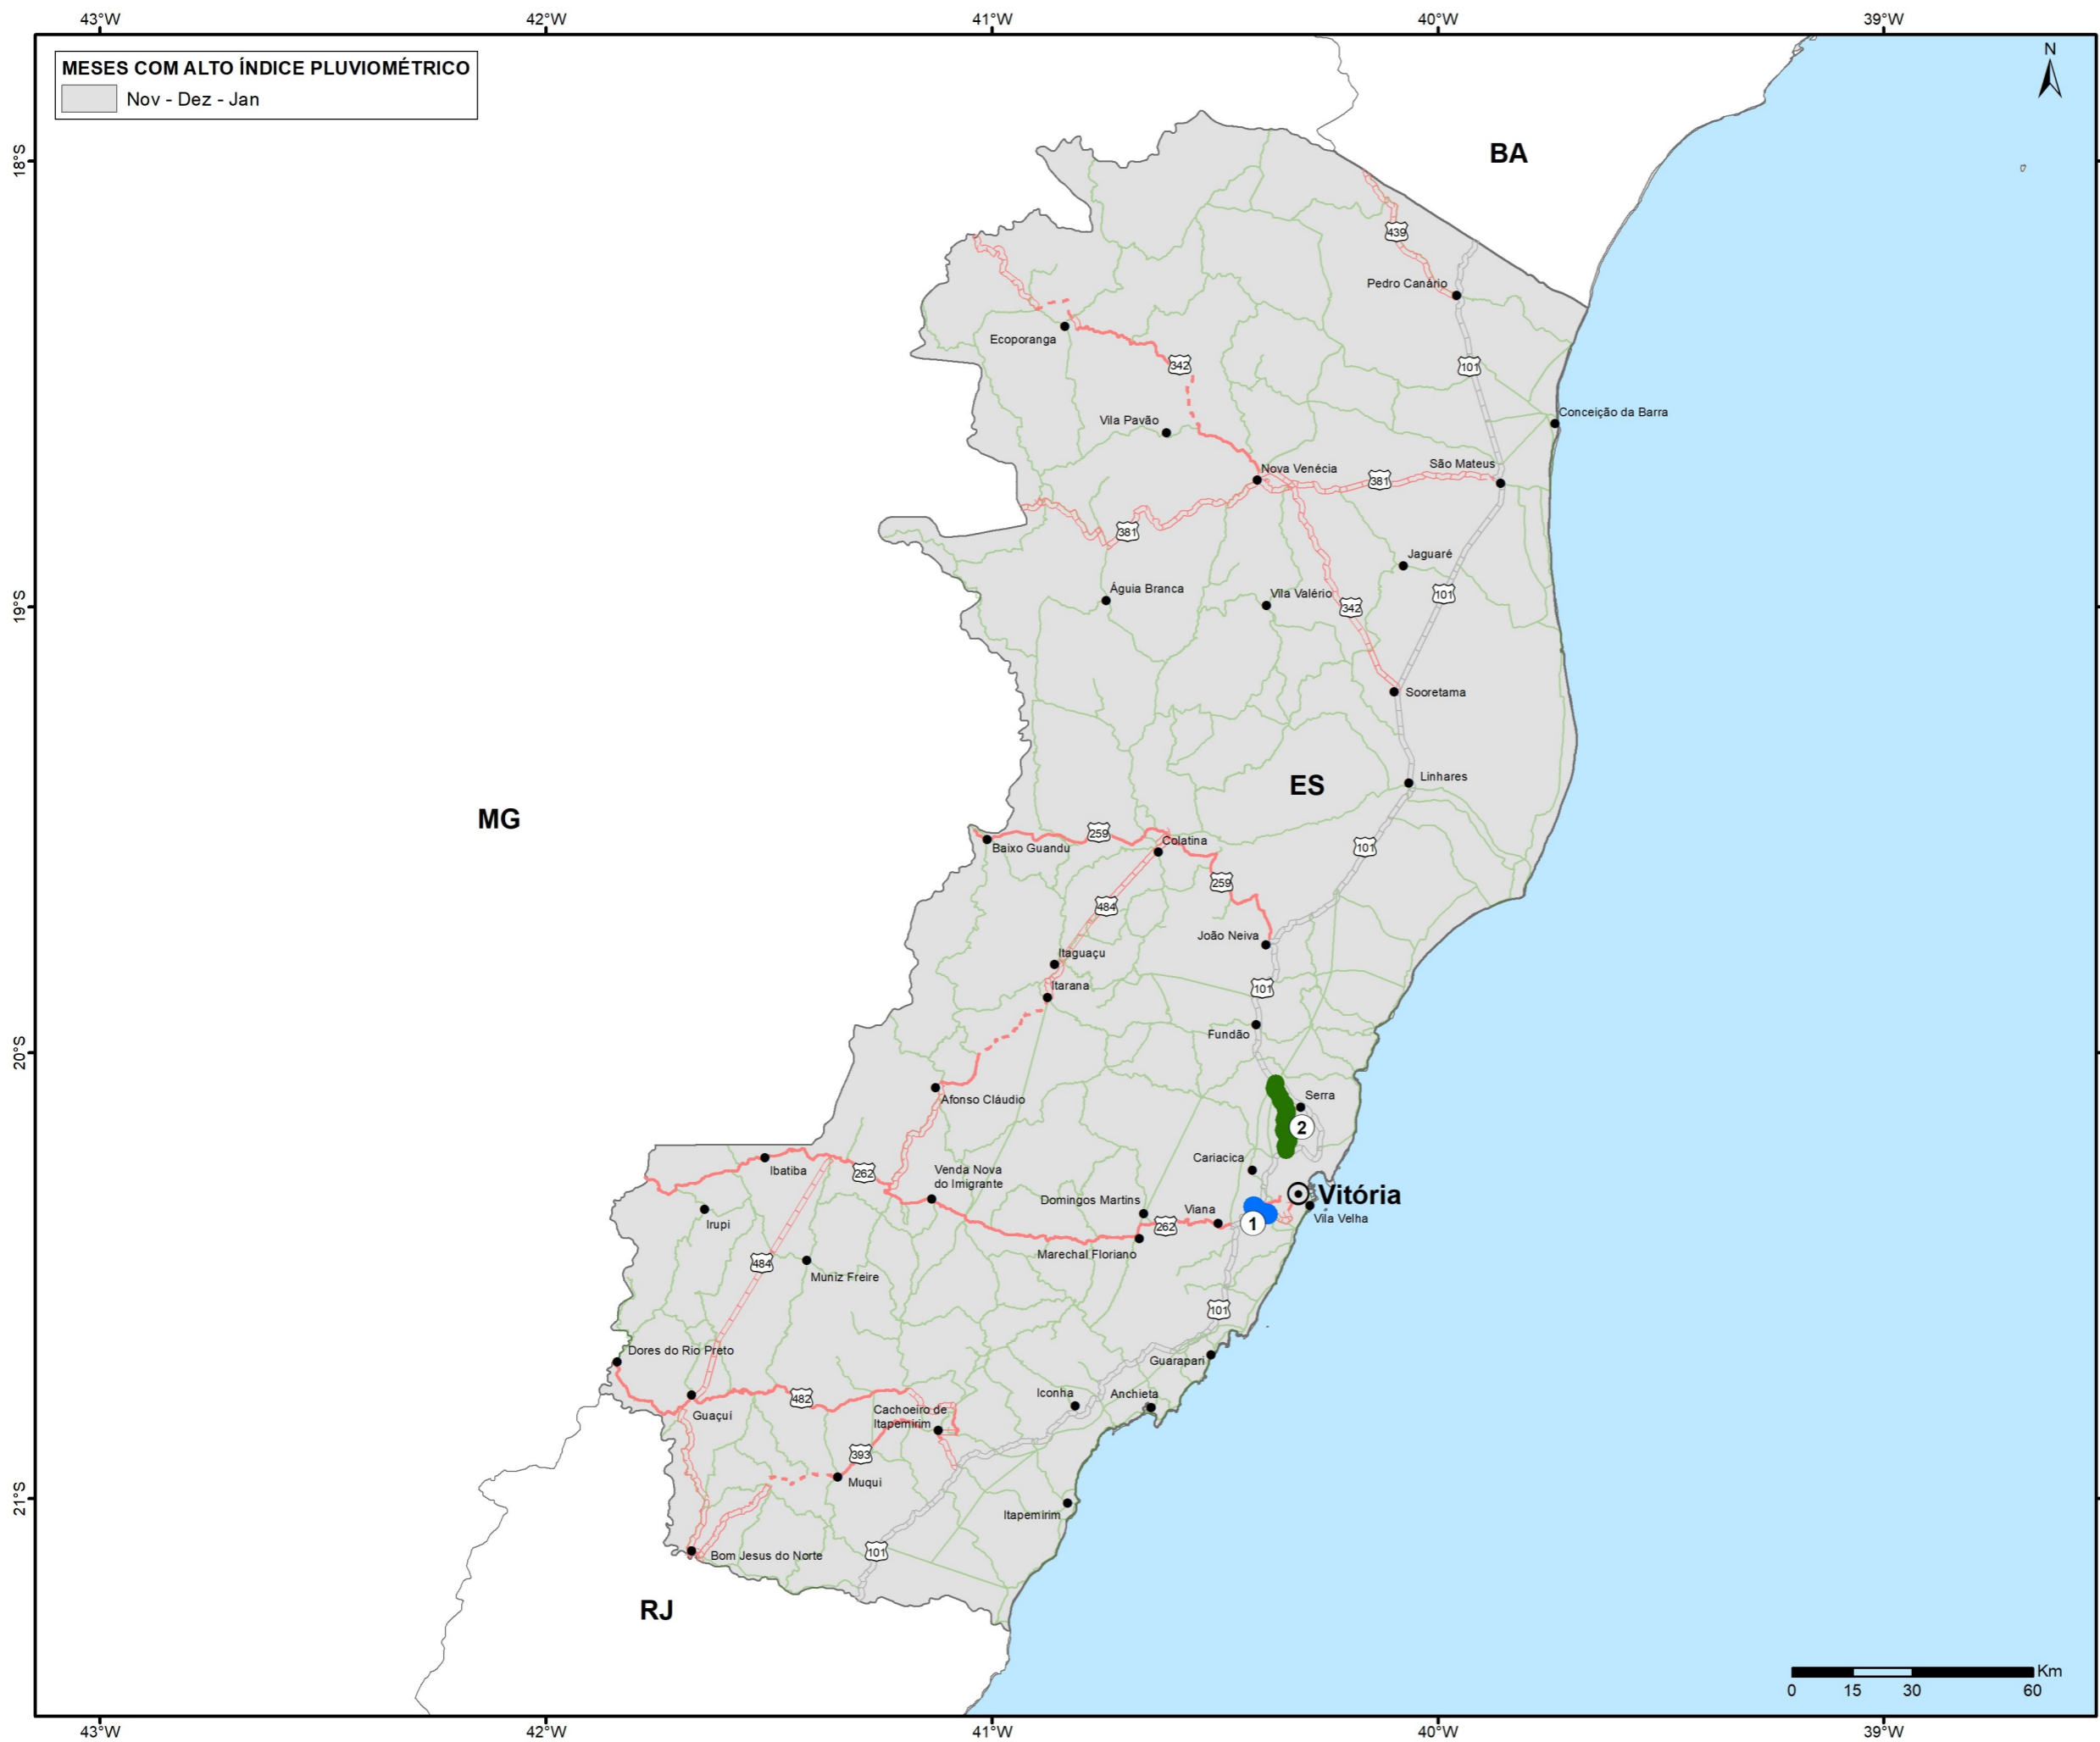 43°W
42°W
41°W
40°W
39°W
MESES COM ALTO ÍNDICE PLUVIOMÉTRICO
Nov - Dez - Jan
N
18°S
BA
439
Pedro Canário
Ecoporanga
342
101
Conceição da Barra
Vila Pavão
Nova Venécia
São Mateus
381
381
Jaguaré
Águia Branca
Vila Valério
101
19°S
342
Sooretama
Linhares
ES
MG
259
Colatina
Baixo Guandu
101
259
484
João Neiva
Itaguaçu
Itarana
101
Fundão
20°S
Afonso Cláudio
Serra
2
Cariacica
Ibatiba
262
Venda Nova
do Imigrante
Domingos Martins
Vitória
Viana
Irupi
262
1
Vila Velha
Marechal Floriano
484
Muniz Freire
101
Dores do Rio Preto
Guarapari
Iconha
Anchieta
482
Guaçuí
Cachoeiro de
Itapemirim
393
Muqui
21°S
Itapemirim
101
Bom Jesus do Norte
RJ
Km
0
15
30
60
43°W
42°W
41°W
40°W
39°W